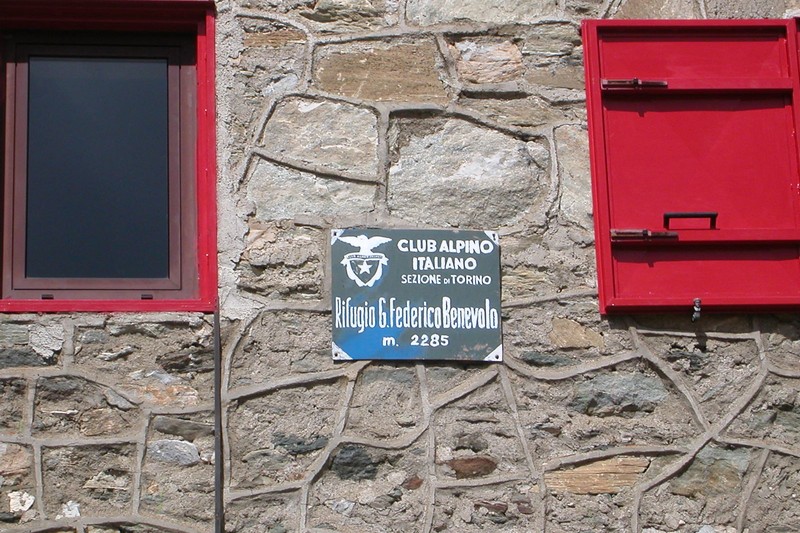 CLUB ALPINO
ITALIANO
SEZIONE DI TORINO
Rifugio G.Federico Benevolo
m. 2285